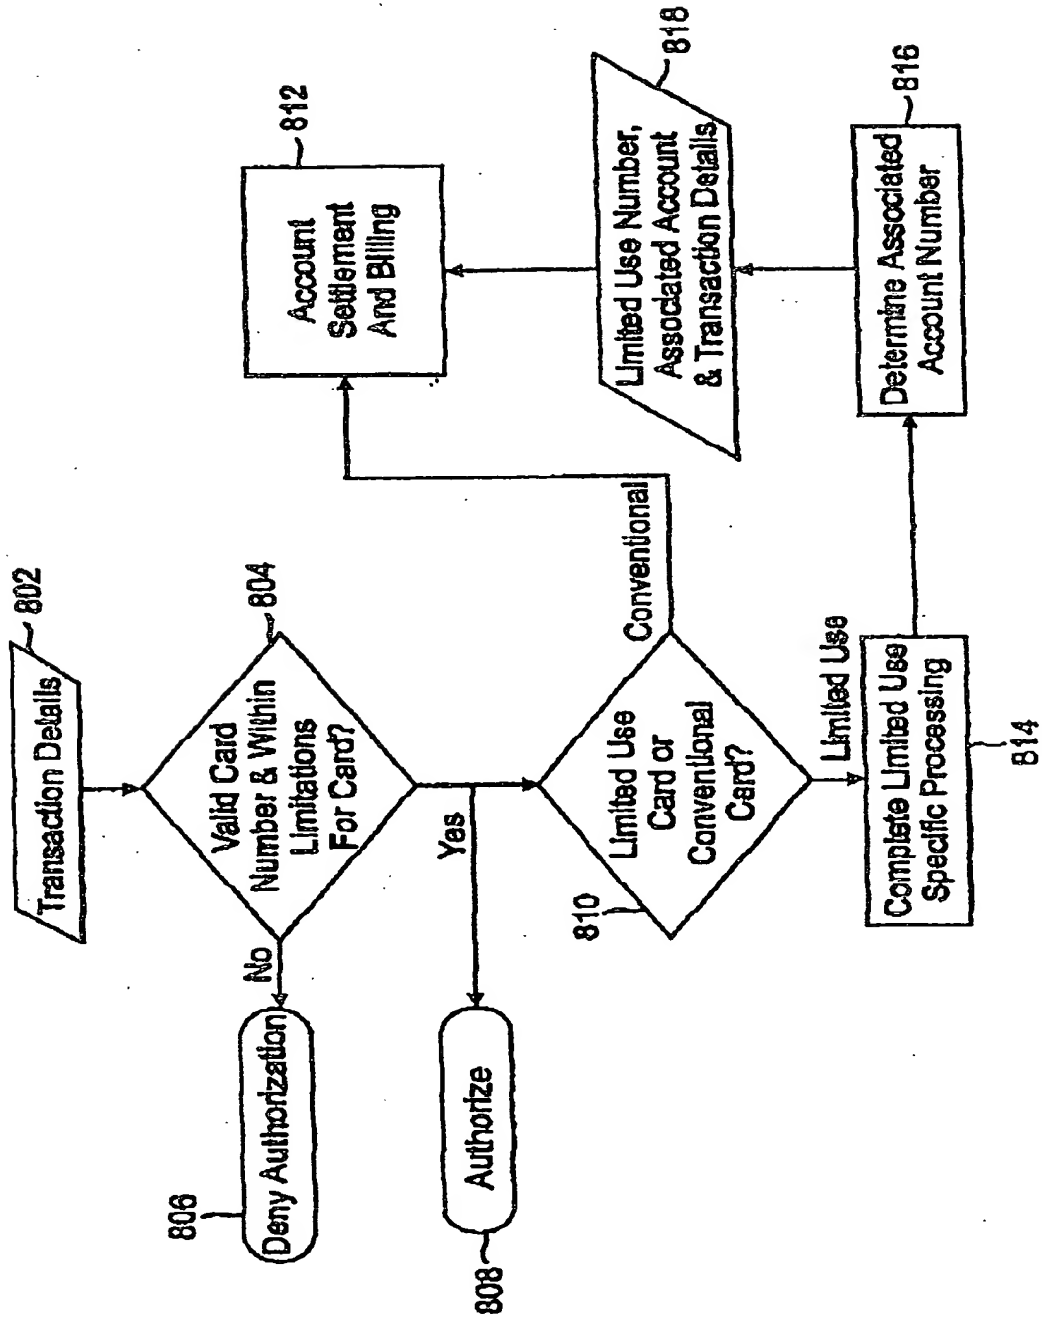 Transaction Details
802
Valid Card
Number & Within
Limitations
For Card?
804
No
Deny Authorization
806
Yes
Authorize
808
Limited Use
Card or
Conventional
Card?
810
Conventional
Account
Settlement
And Billing
812
Limited Use
Complete Limited Use
Specific Processing
814
Determine Associated
Account Number
816
Limited Use Number,
Associated Account
& Transaction Details
818